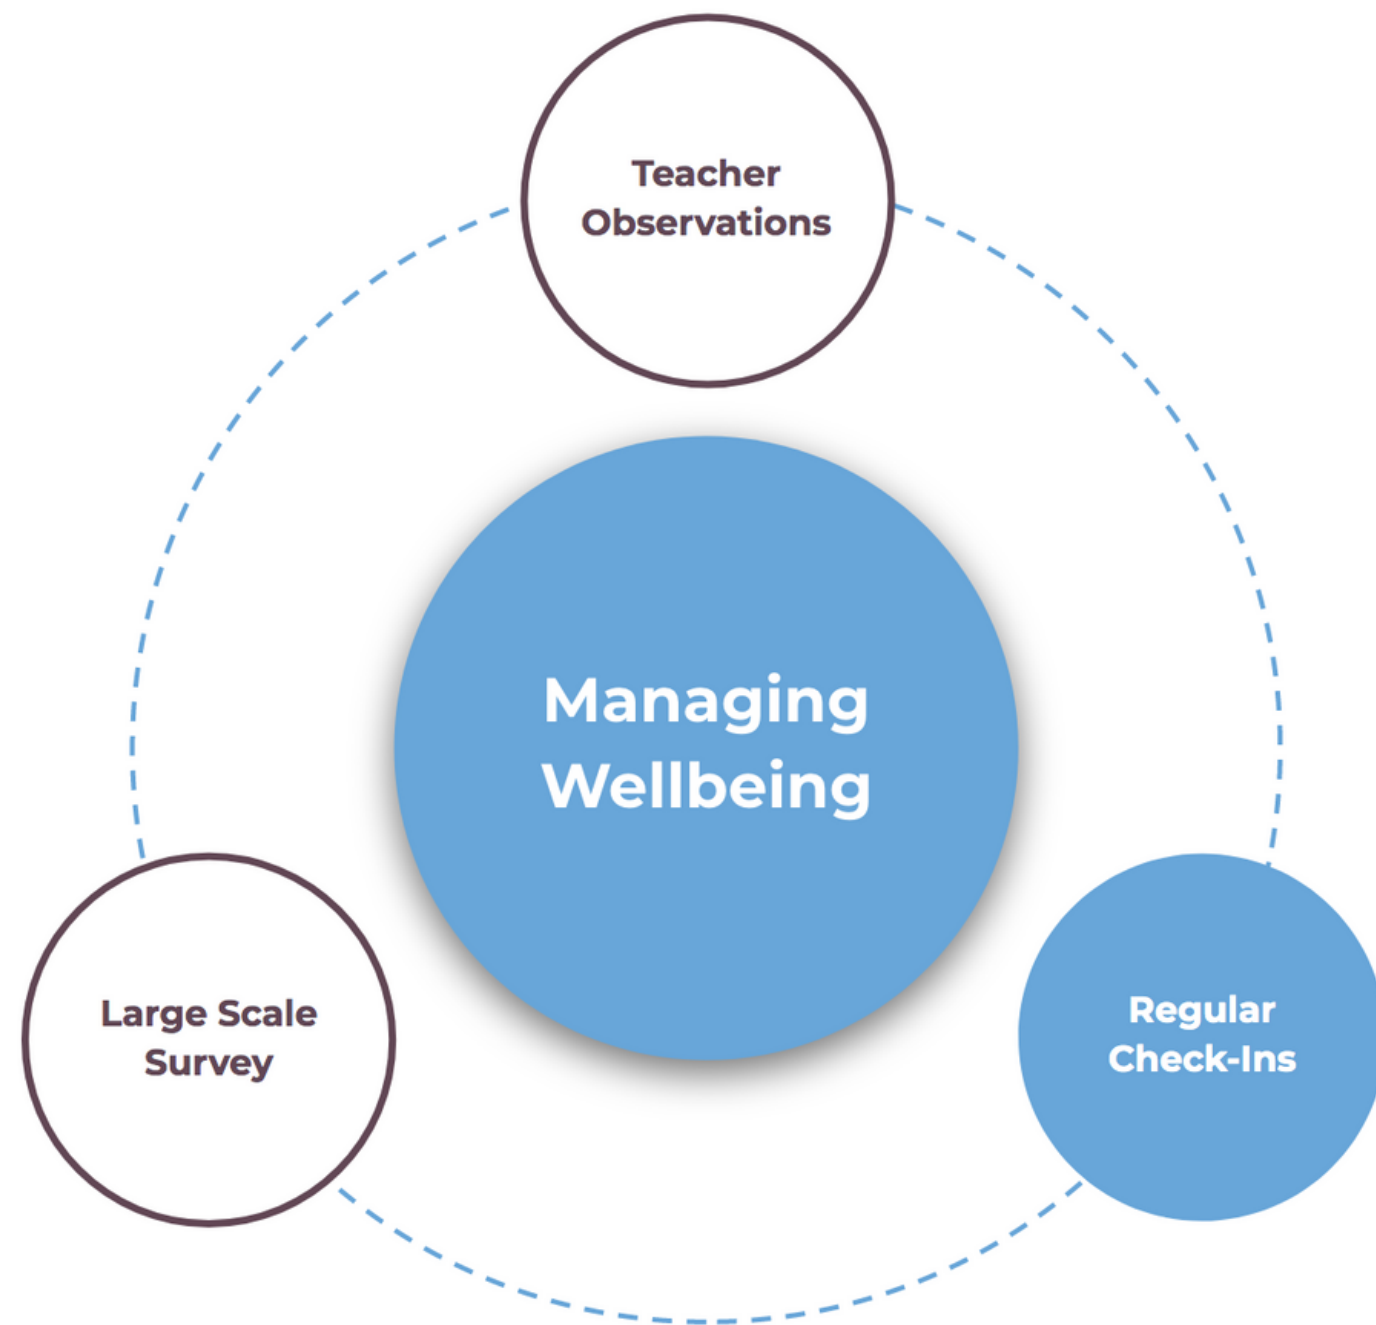 Teacher
Observations
Managing
Wellbeing
Large Scale
Survey
Regular
Check-Ins